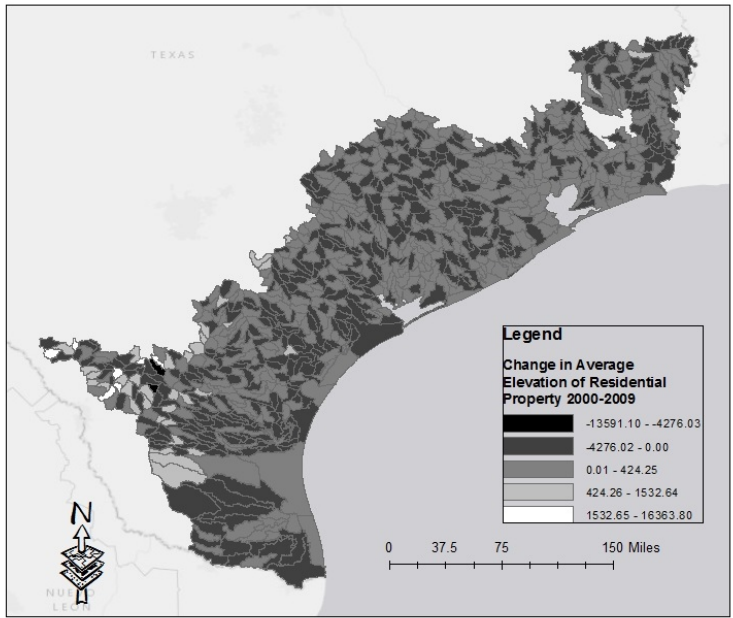 TEXAS
Legend
Change in Average
Elevation of Residential
Property 2000-2009
-13591.10 - -4276.03
-4276.02 - 0.00
0.01 - 424.25
424.26 - 1532.64
1532.65 - 16363.80
N
0 37.5 75 150 Miles
LEON